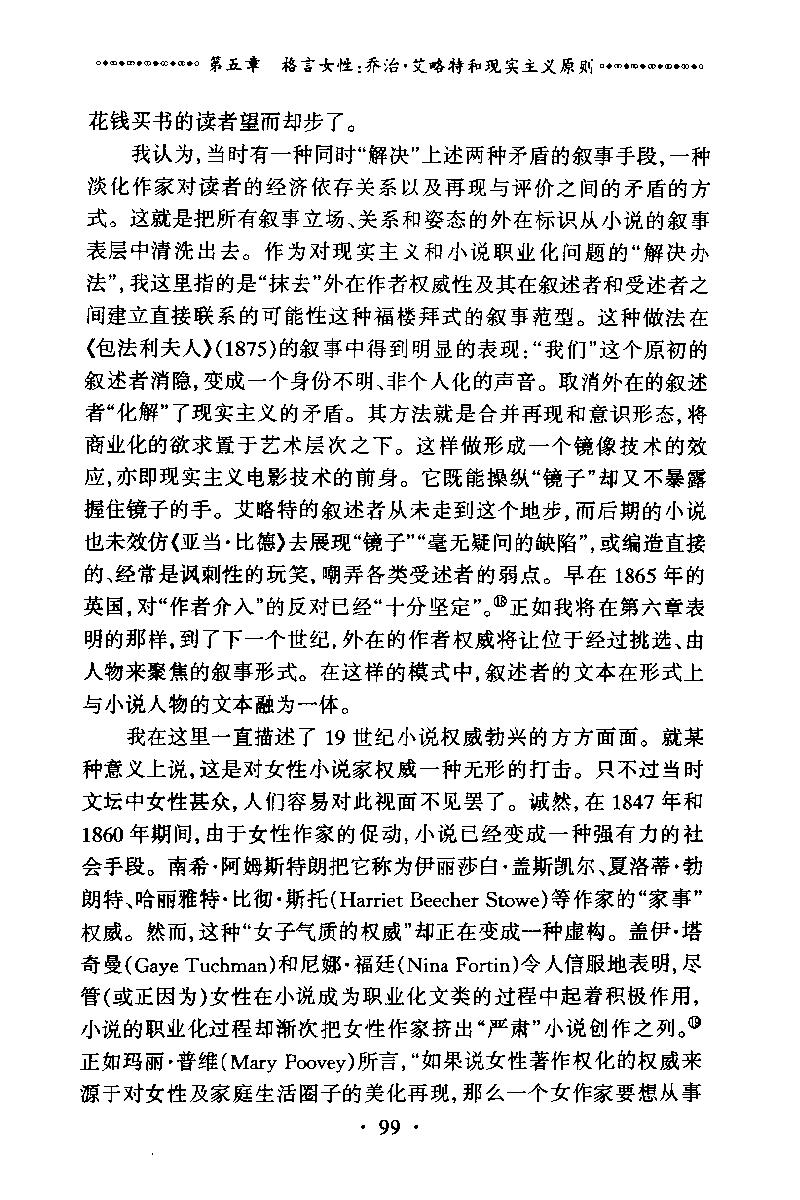 第五章 格言女性:乔治·艾略特和现实主义原则
花钱买书的读者望而却步了。
我认为,当时有一种同时“解决”上述两种矛盾的叙事手段,一种
淡化作家对读者的经济依存关系以及再现与评价之间的矛盾的方
式。这就是把所有叙事立场、关系和姿态的外在标识从小说的叙事
表层中清洗出去。作为对现实主义和小说职业化问题的“解决办
法”,我这里指的是“抹去”外在作者权威性及其在叙述者和受述者之
间建立直接联系的可能性这种福楼拜式的叙事范型。这种做法在
《包法利夫人》(1875)的叙事中得到明显的表现:“我们”这个原初的
叙述者消隐,变成一个身份不明、非个人化的声音。取消外在的叙述
者“化解”了现实主义的矛盾。其方法就是合并再现和意识形态,将
商业化的欲求置于艺术层次之下。这样做形成一个镜像技术的效
应,亦即现实主义电影技术的前身。它既能操纵“镜子”却又不暴露
握住镜子的手。艾略特的叙述者从未走到这个地步,而后期的小说
也未效仿《亚当·比德》去展现“镜子”“毫无疑问的缺陷”,或编造直接
的、经常是讽刺性的玩笑,嘲弄各类受述者的弱点。早在 1865 年的
英国,对“作者介入”的反对已经“十分坚定”。⑱正如我将在第六章表
明的那样,到了下一个世纪,外在的作者权威将让位于经过挑选、由
人物来聚焦的叙事形式。在这样的模式中,叙述者的文本在形式上
与小说人物的文本融为一体。
我在这里一直描述了 19 世纪小说权威勃兴的方方面面。就某
种意义上说,这是对女性小说家权威一种无形的打击。只不过当时
文坛中女性甚众,人们容易对此视而不见罢了。诚然,在 1847 年和
1860 年期间,由于女性作家的促动,小说已经变成一种强有力的社
会手段。南希·阿姆斯特朗把它称为伊丽莎白·盖斯凯尔、夏洛蒂·勃
朗特、哈丽雅特·比彻·斯托(Harriet Beecher Stowe)等作家的“家事”
权威。然而,这种“女子气质的权威”却正在变成一种虚构。盖伊·塔
奇曼(Gaye Tuchman)和尼娜·福廷(Nina Fortin)令人信服地表明,尽
管(或正因为)女性在小说成为职业化文类的过程中起着积极作用,
小说的职业化过程却渐次把女性作家挤出“严肃”小说创作之列。⑲
正如玛丽·普维(Mary Poovey)所言,“如果说女性著作权化的权威来
源于对女性及家庭生活圈子的美化再现,那么一个女作家要想从事
· 99 ·